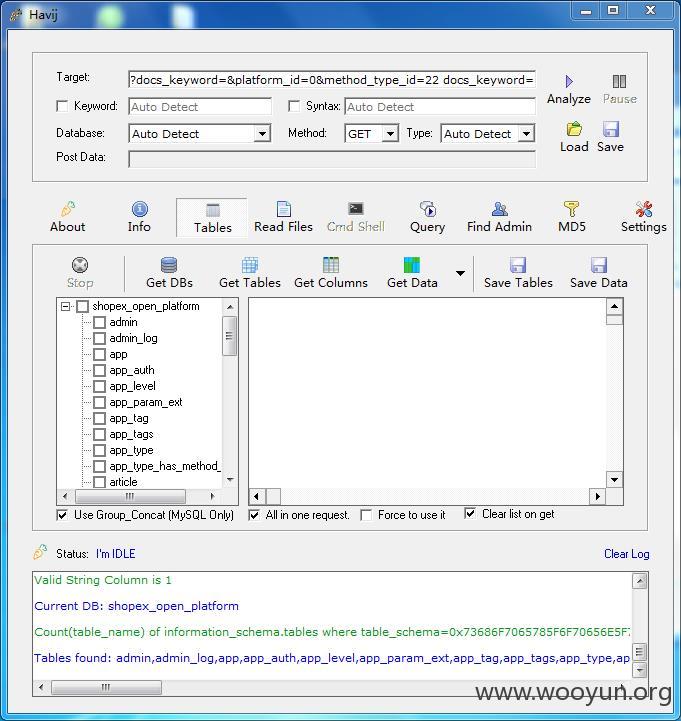 Havij
Target:
?docs_keyword=&platform_id=0&method_type_id=22 docs_keyword=
Analyze
Pause
Keyword:
Auto Detect
Syntax:
Auto Detect
Database:
Auto Detect
Method:
GET
Type:
Auto Detect
Load
Save
Post Data:
About
Info
Tables
Read Files
Cmd Shell
Query
Find Admin
MD5
Settings
Stop
Get DBs
Get Tables
Get Columns
Get Data
Save Tables
Save Data
shopex_open_platform
admin
admin_log
app
app_auth
app_level
app_param_ext
app_tag
app_tags
app_type
app_type_has_method_
article
Use Group_Concat (MySQL Only)
All in one request.
Force to use it
Clear list on get
Status:
I'm IDLE
Clear Log
Valid String Column is 1
Current DB: shopex_open_platform
Count(table_name) of information_schema.tables where table_schema=0x73686F7065785F6F70656E5F7
Tables found: admin,admin_log,app,app_auth,app_level,app_param_ext,app_tag,app_tags,app_type,ap
www.wooyun.org